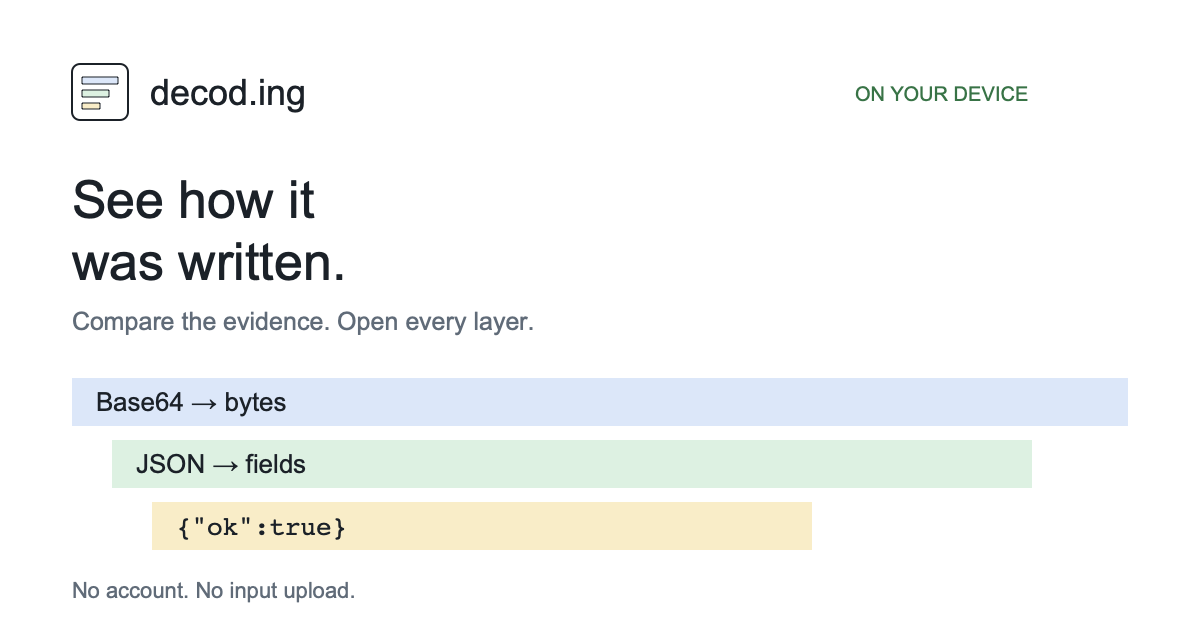 decod.ing
ON YOUR DEVICE
See how it
was written.
Compare the evidence. Open every layer.
Base64 → bytes
JSON → fields
{"ok":true}
No account. No input upload.